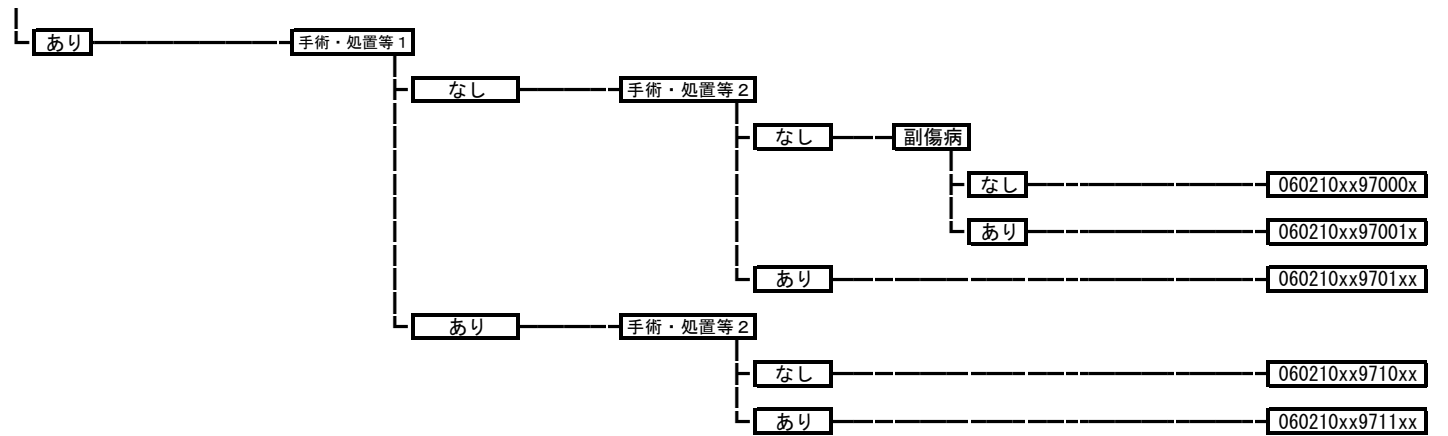 あり 手術・処置等1
なし 手術・処置等2
なし 副傷病
なし 060210xx97000x
あり 060210xx97001x
あり 060210xx9701xx
あり 手術・処置等2
なし 060210xx9710xx
あり 060210xx9711xx